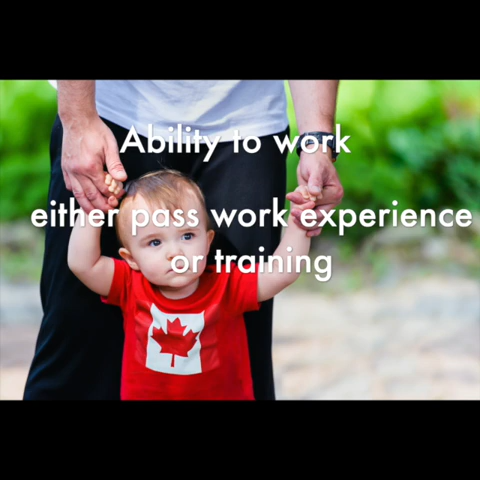 Ability to work
either pass work experience
or training